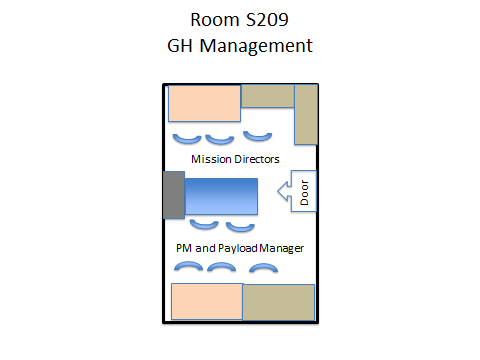 Room S209
GH Management
Mission Directors
Door
PM and Payload Manager